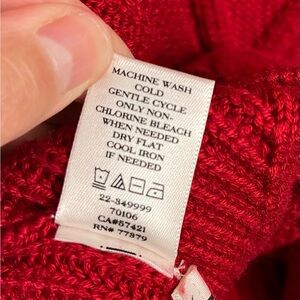 MACHINE WASH
COLD
GENTLE CYCLE
ONLY NON-
CHLORINE BLEACH
WHEN NEEDED
DRY FLAT
COOL IRON
IF NEEDED
22-849999
70106
CA#57421
RN# 77879